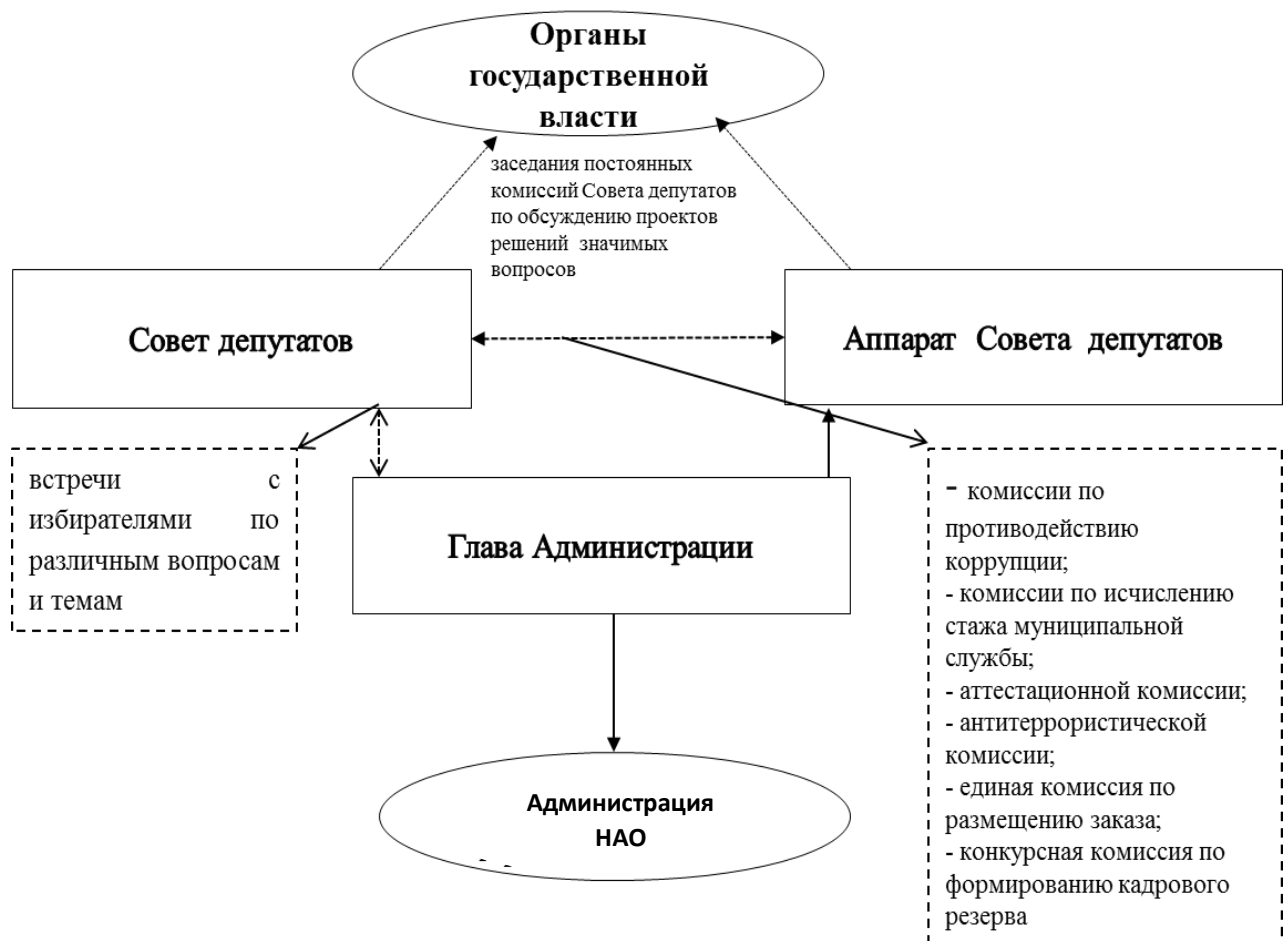 Органы
государственной
власти
заседания постоянных
комиссий Совета депутатов
по обсуждению проектов
решений значимых
вопросов
Совет депутатов
Аппарат Совета депутатов
встречи с
избирателями по
различным вопросам
и темам
Глава Администрации
- комиссии по
противодействию
коррупции;
- комиссии по исчислению
стажа муниципальной
службы;
- аттестационной комиссии;
- антитеррористической
комиссии;
- единая комиссия по
размещению заказа;
- конкурсная комиссия по
формированию кадрового
резерва
Администрация
НАО